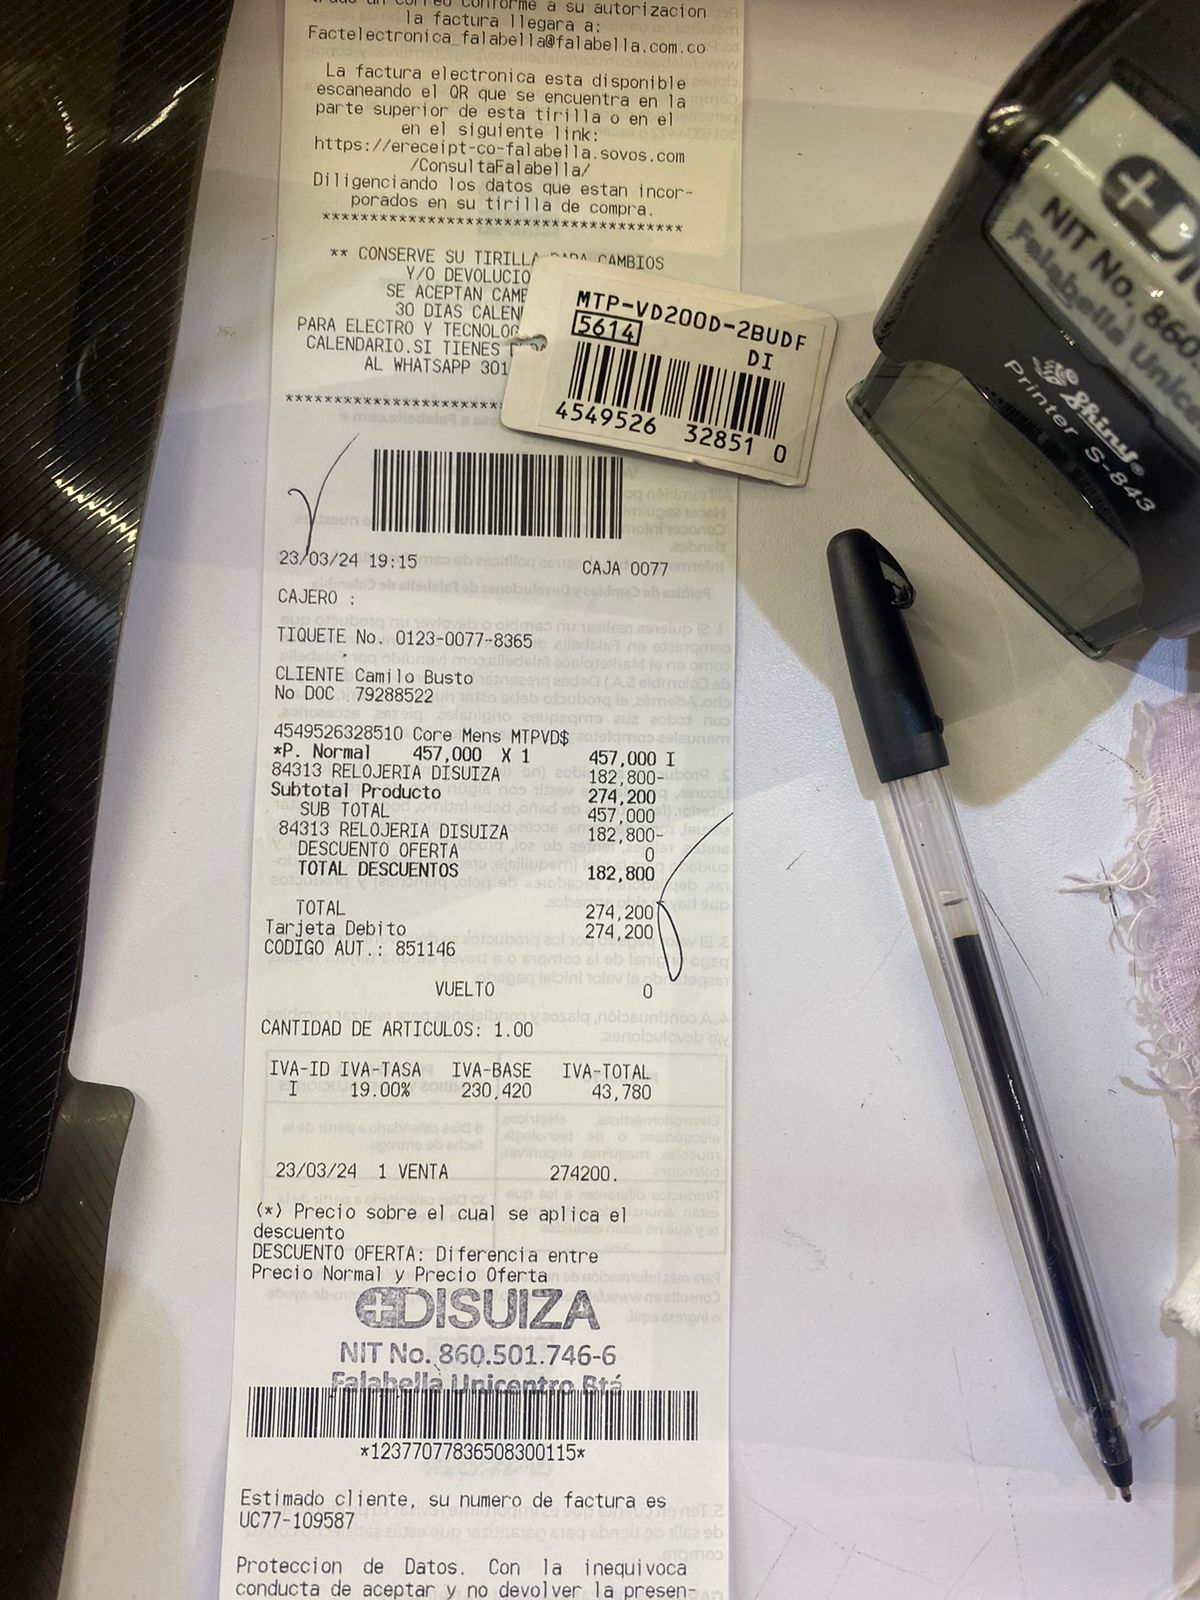 un correo conforme a su autorizacion
la factura llegara a:
Factelectronica_falabella@falabella.com.co
La factura electronica esta disponible
escaneando el QR que se encuentra en la
parte superior de esta tirilla o en el
en el siguiente link:
https://ereceipt-co-falabella.sovos.com
/ConsultaFalabella/
Diligenciando los datos que estan incor-
porados en su tirilla de compra.
****************************************
** CONSERVE SU TIRILLA PARA CAMBIOS
Y/O DEVOLUCIO
SE ACEPTAN CAMB
30 DIAS CALEN
PARA ELECTRO Y TECNOLOG
CALENDARIO.SI TIENES
AL WHATSAPP 301
************************
MTP-VD200D-2BUDF
5614
DI
4549526 32851 0
23/03/24 19:15 CAJA 0077
CAJERO :
TIQUETE No. 0123-0077-8365
CLIENTE Camilo Busto
No DOC 79288522
4549526328510 Core Mens MTPVD$
*P. Normal 457,000 X 1 457,000 I
84313 RELOJERIA DISUIZA 182,800-
Subtotal Producto 274,200
SUB TOTAL 457,000
84313 RELOJERIA DISUIZA 182,800-
DESCUENTO OFERTA 0
TOTAL DESCUENTOS 182,800
TOTAL 274,200
Tarjeta Debito 274,200
CODIGO AUT.: 851146
VUELTO 0
CANTIDAD DE ARTICULOS: 1.00
IVA-ID IVA-TASA IVA-BASE IVA-TOTAL
I 19.00% 230,420 43,780
23/03/24 1 VENTA 274200.
(*) Precio sobre el cual se aplica el
descuento
DESCUENTO OFERTA: Diferencia entre
Precio Normal y Precio Oferta
DISUIZA
NIT No. 860.501.746-6
Falabella Unicentro Btá
*12377077836508300115*
Estimado cliente, su numero de factura es
UC77-109587
Proteccion de Datos. Con la inequivoca
conducta de aceptar y no devolver la presen-
NIT No. 860
Falabella Unice
Shiny
Printer S-843